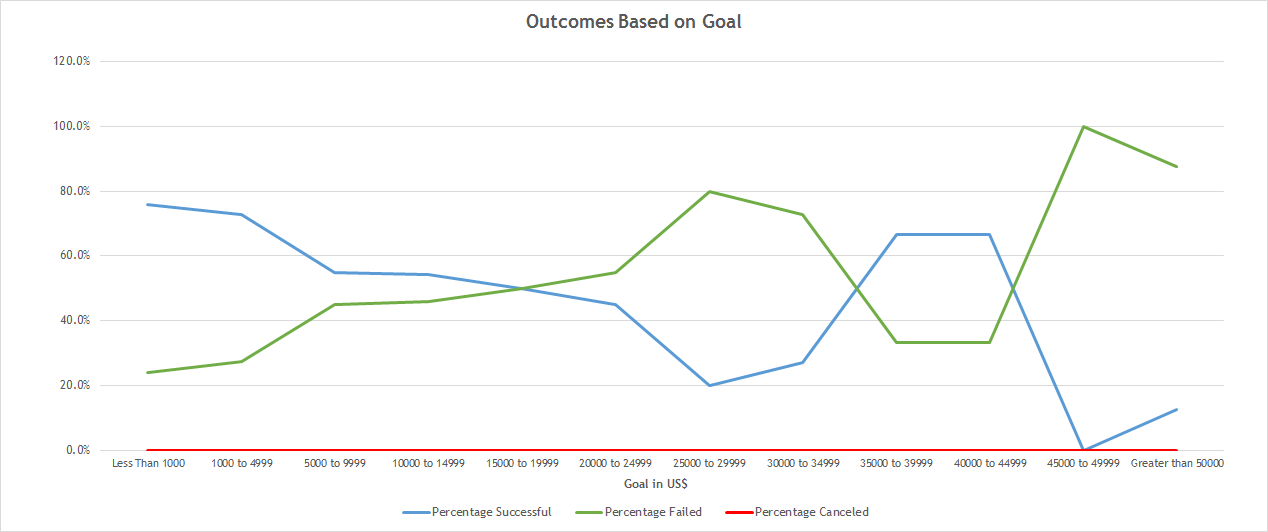 Outcomes Based on Goal
120.0%
100.0%
80.0%
60.0%
40.0%
20.0%
0.0%
Less Than 1000 1000 to 4999 5000 to 9999 10000 to 14999 15000 to 19999 20000 to 24999 25000 to 29999 30000 to 34999 35000 to 39999 40000 to 44999 45000 to 49999 Greater than 50000
Goal in US$
Percentage Successful Percentage Failed Percentage Canceled